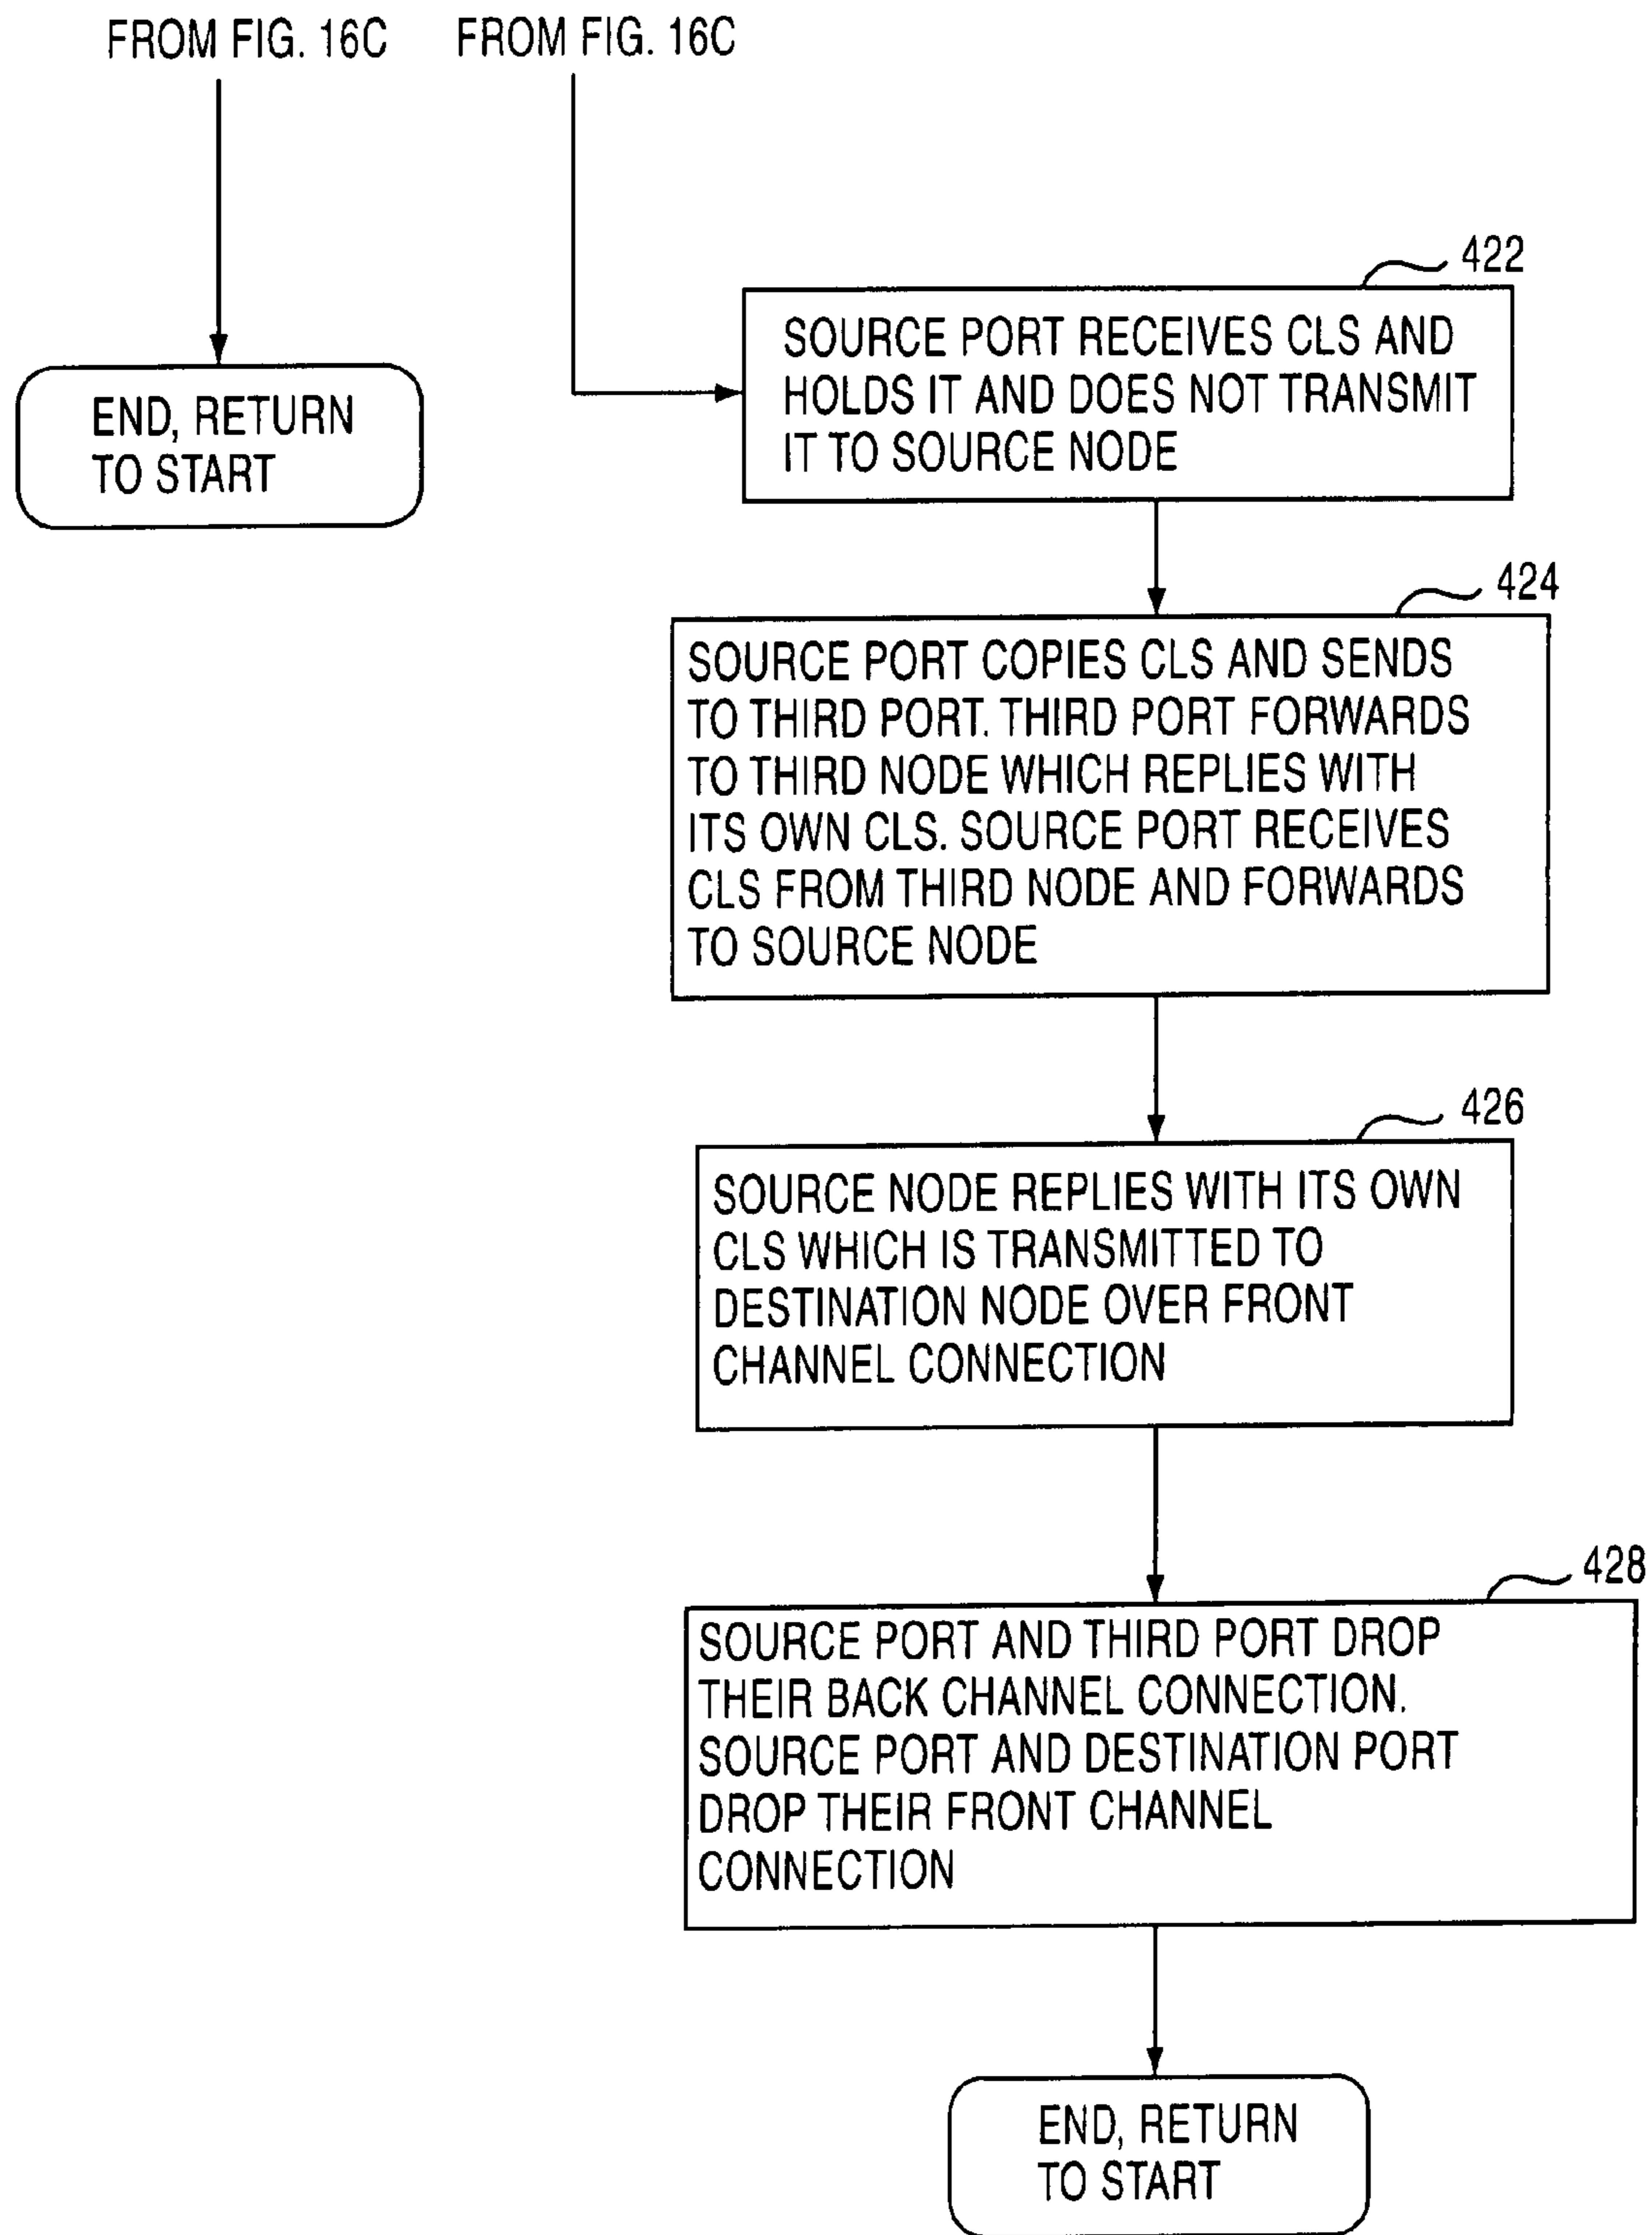 FROM FIG. 16C
FROM FIG. 16C
END, RETURN
TO START
422
SOURCE PORT RECEIVES CLS AND
HOLDS IT AND DOES NOT TRANSMIT
IT TO SOURCE NODE
424
SOURCE PORT COPIES CLS AND SENDS
TO THIRD PORT. THIRD PORT FORWARDS
TO THIRD NODE WHICH REPLIES WITH
ITS OWN CLS. SOURCE PORT RECEIVES
CLS FROM THIRD NODE AND FORWARDS
TO SOURCE NODE
426
SOURCE NODE REPLIES WITH ITS OWN
CLS WHICH IS TRANSMITTED TO
DESTINATION NODE OVER FRONT
CHANNEL CONNECTION
428
SOURCE PORT AND THIRD PORT DROP
THEIR BACK CHANNEL CONNECTION.
SOURCE PORT AND DESTINATION PORT
DROP THEIR FRONT CHANNEL
CONNECTION
END, RETURN
TO START